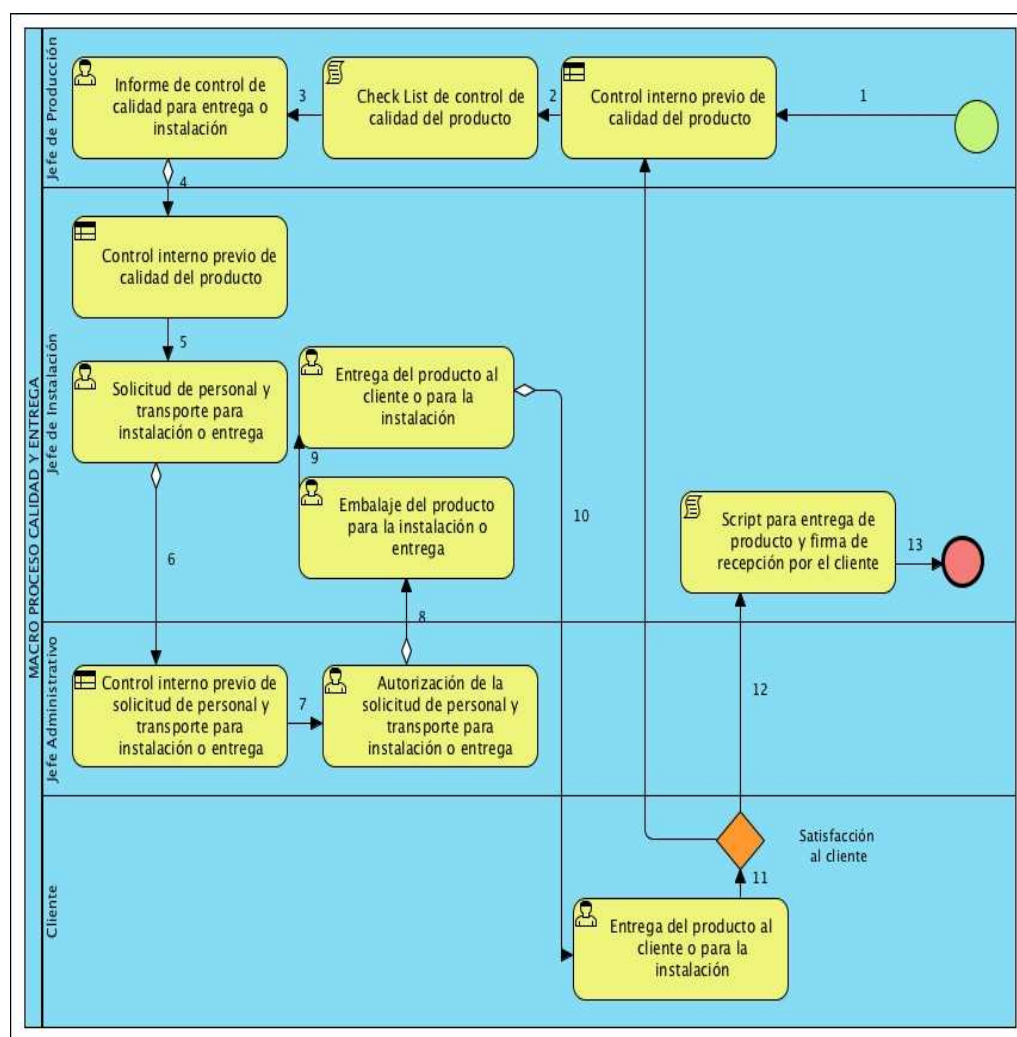 MACRO PROCESO CALIDAD Y ENTREGA
Jefe de Producción
Informe de control de
calidad para entrega o
instalación
3
Check List de control de
calidad del producto
2
Control interno previo de
calidad del producto
1
4
Jefe de Instalación
Control interno previo de
calidad del producto
5
Solicitud de personal y
transporte para
instalación o entrega
Entrega del producto al
cliente o para la
instalación
9
Embalaje del producto
para la instalación o
entrega
10
Script para entrega de
producto y firma de
recepción por el cliente
13
6
8
Jefe Administrativo
Control interno previo de
solicitud de personal y
transporte para
instalación o entrega
7
Autorización de la
solicitud de personal y
transporte para
instalación o entrega
12
Cliente
Satisfacción
al cliente
11
Entrega del producto al
cliente o para la
instalación